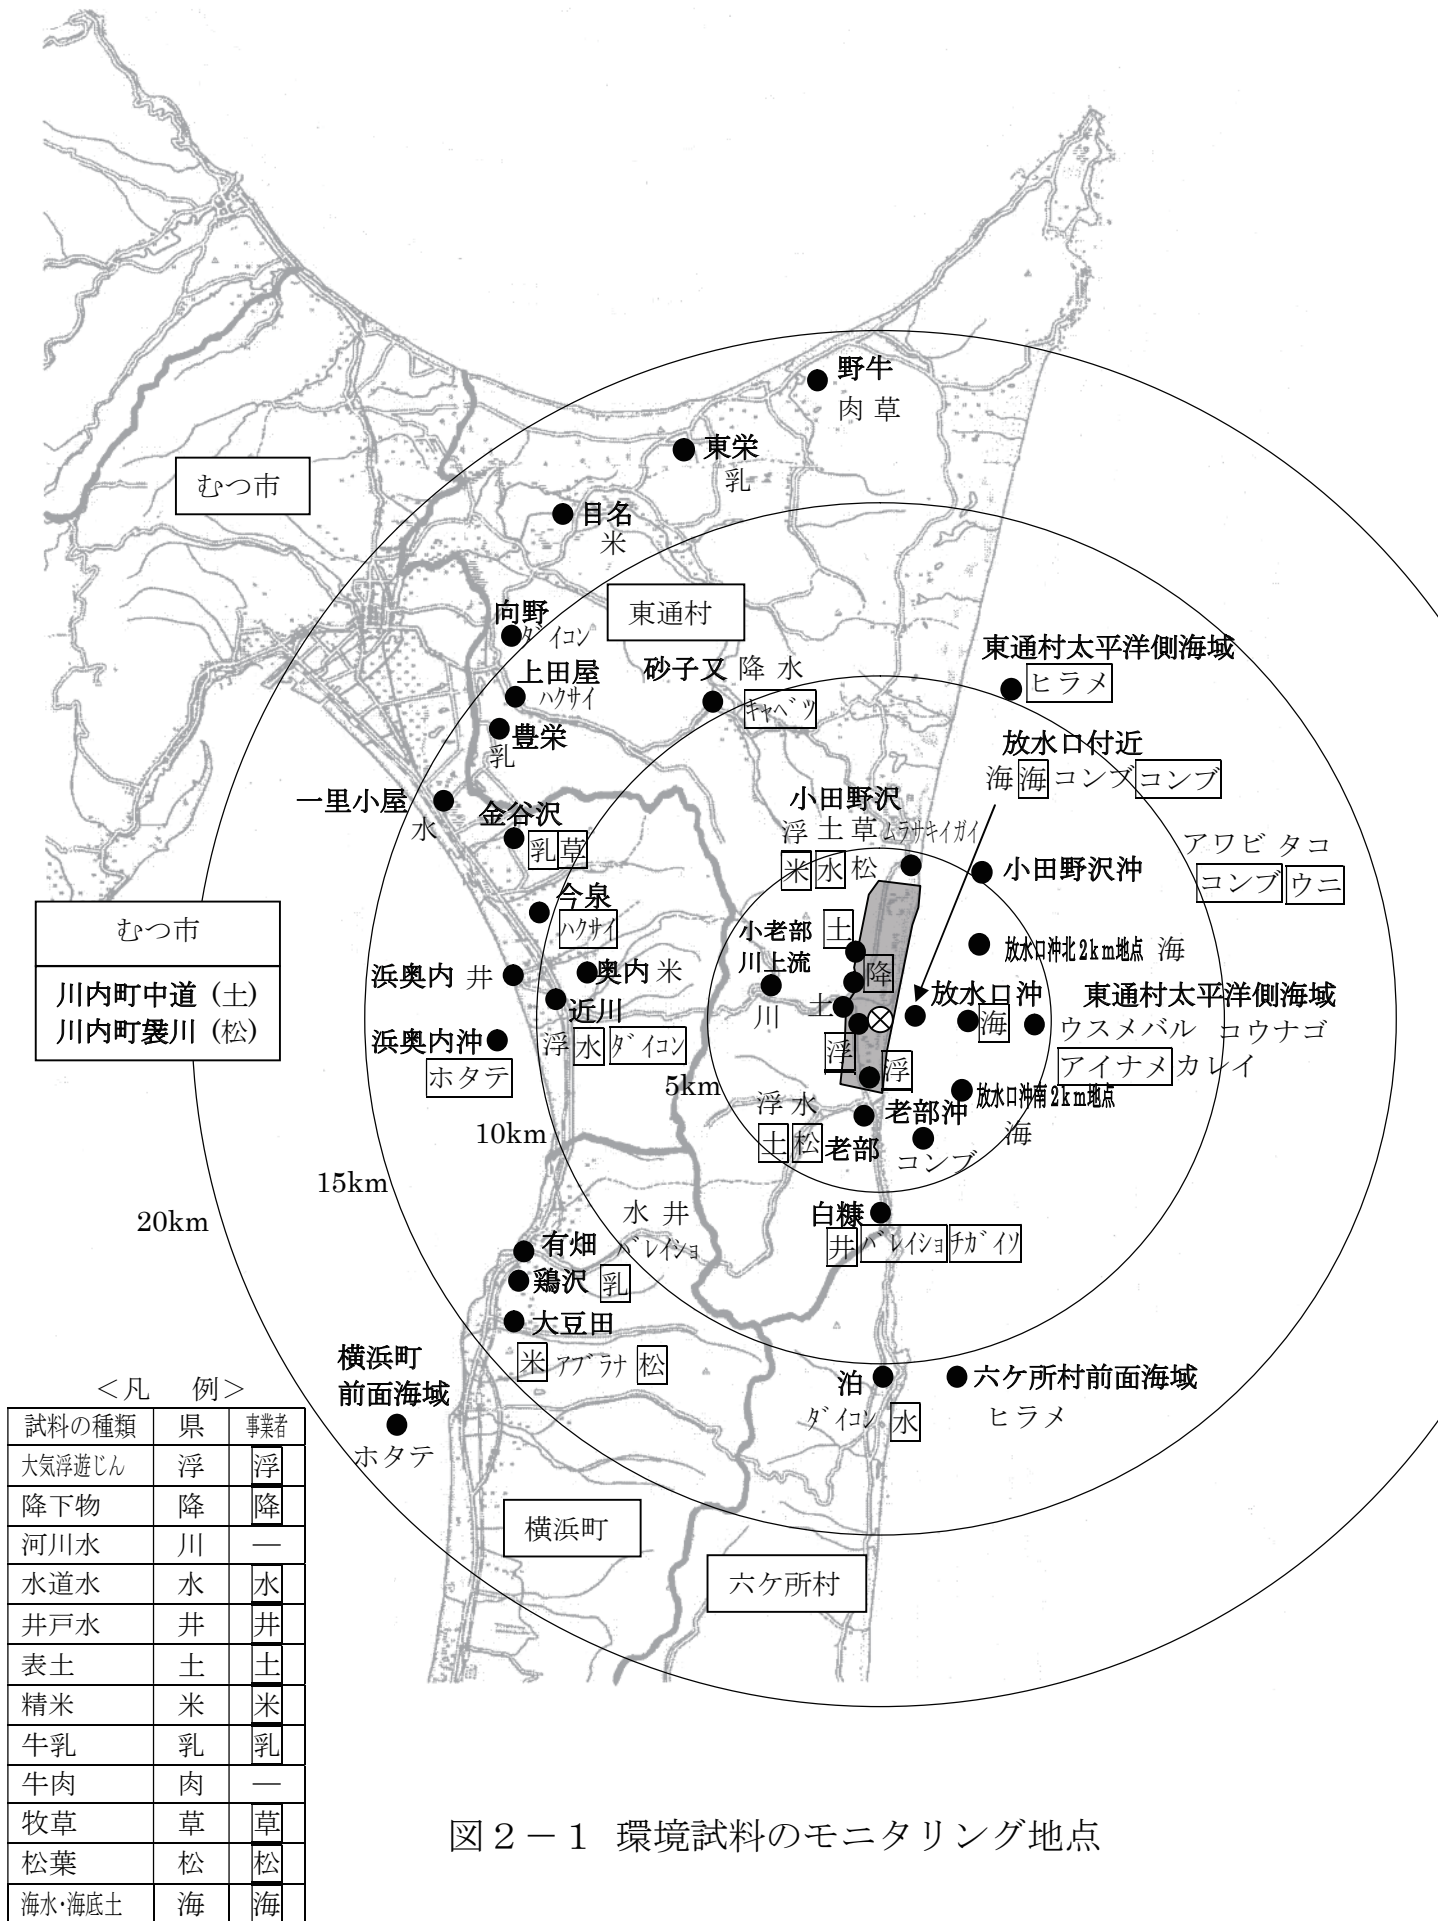 野牛
肉 草
東栄
乳
むつ市
目名
米
向野
ダイコン
東通村
上田屋
ハクサイ
砂子又 降 水
キャベツ
東通村太平洋側海域
ヒラメ
豊栄
乳
放水口付近
海 海 コンブ コンブ
一里小屋
水
金谷沢
乳 草
小田野沢
浮 土 草 ムラサキイガイ
米 水 松
小田野沢沖
アワビ タコ
コンブ ウニ
今泉
ハクサイ
むつ市
川内町中道 (土)
川内町袰川 (松)
小老部
川上流
川
土
降
土
浮
浮
放水口沖北2km地点 海
浜奥内 井
奥内 米
近川
浮 水 ダイコン
浜奥内沖
ホタテ
放水口沖
海
東通村太平洋側海域
ウスメバル コウナゴ
アイナメ カレイ
放水口沖南2km地点
海
5km
10km
15km
20km
浮 水
土 松 老部
老部沖
コンブ
白糠
井 バレイショ チガイソ
水 井
バレイショ
有畑
鶏沢 乳
大豆田
米 アブラナ 松
横浜町
前面海域
ホタテ
泊
ダイコン 水
六ケ所村前面海域
ヒラメ
横浜町
六ケ所村
＜凡 例＞
試料の種類 県 事業者
大気浮遊じん 浮 浮
降下物 降 降
河川水 川 ―
水道水 水 水
井戸水 井 井
表土 土 土
精米 米 米
牛乳 乳 乳
牛肉 肉 ―
牧草 草 草
松葉 松 松
海水・海底土 海 海
図２－１ 環境試料のモニタリング地点